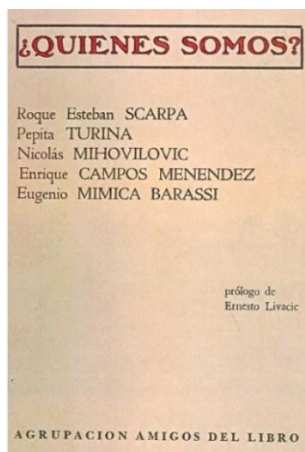 ¿QUIENES SOMOS?
Roque Esteban SCARPA
Pepita TURINA
Nicolás MIHOVILOVIC
Enrique CAMPOS MENENDEZ
Eugenio MIMICA BARASSI
prólogo de
Ernesto Livacic
AGRUPACION AMIGOS DEL LIBRO